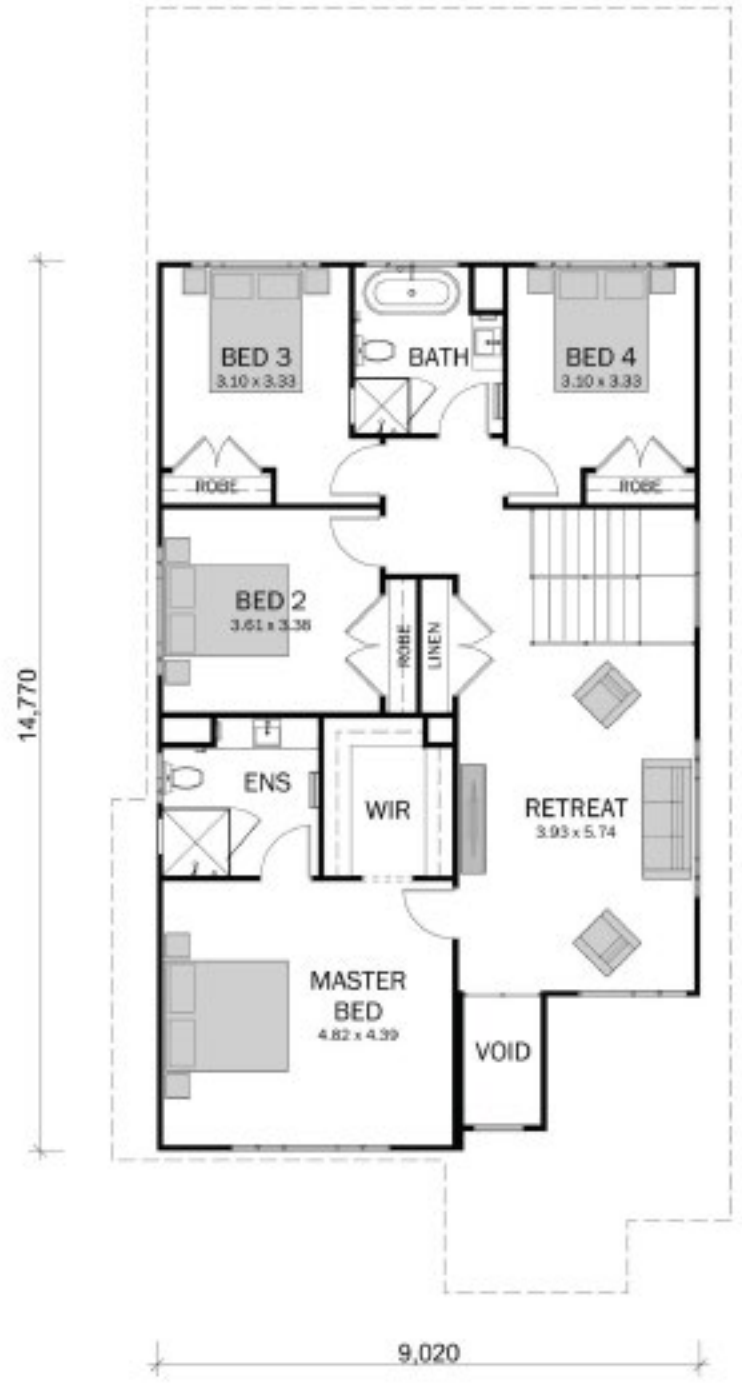 BED 3
3.10 x 3.33
BATH
BED 4
3.10 x 3.33
ROBE
ROBE
BED 2
3.61 x 3.38
ROBE
LINEN
14,770
ENS
WIR
RETREAT
3.93 x 5.74
MASTER
BED
4.82 x 4.39
VOID
9,020